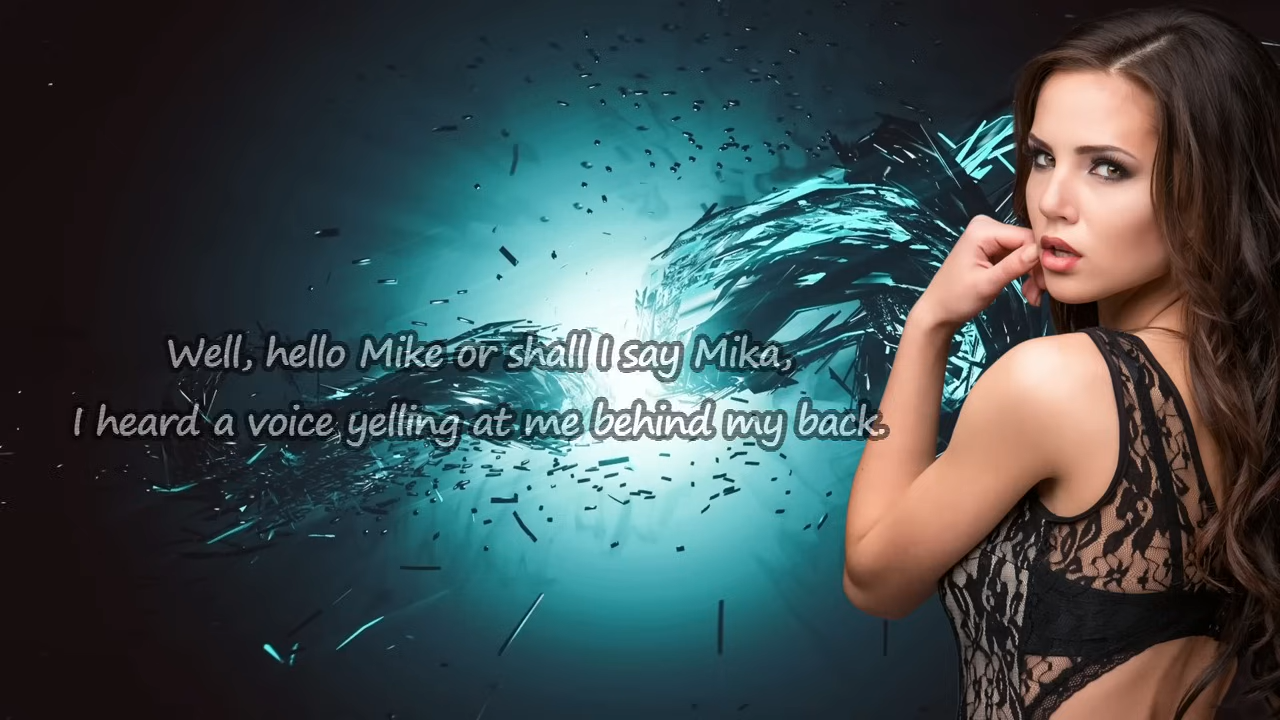 Well, hello Mike or shall I say Mika,
I heard a voice yelling at me behind my back.